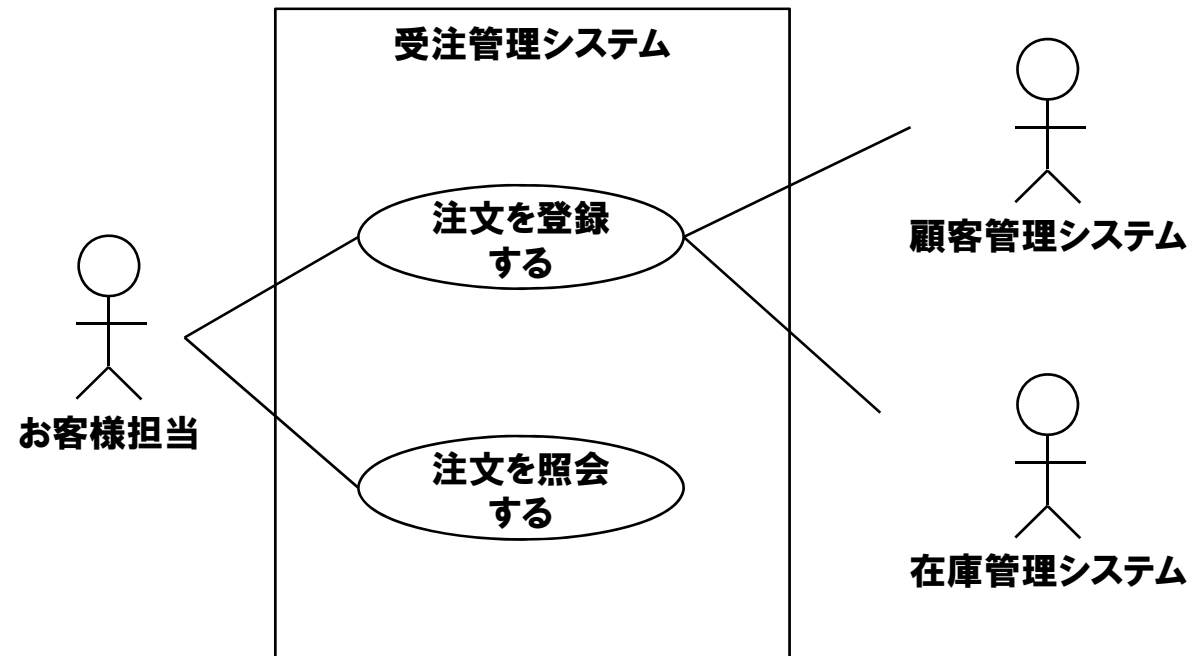 受注管理システム
注文を登録
する
顧客管理システム
お客様担当
注文を照会
する
在庫管理システム